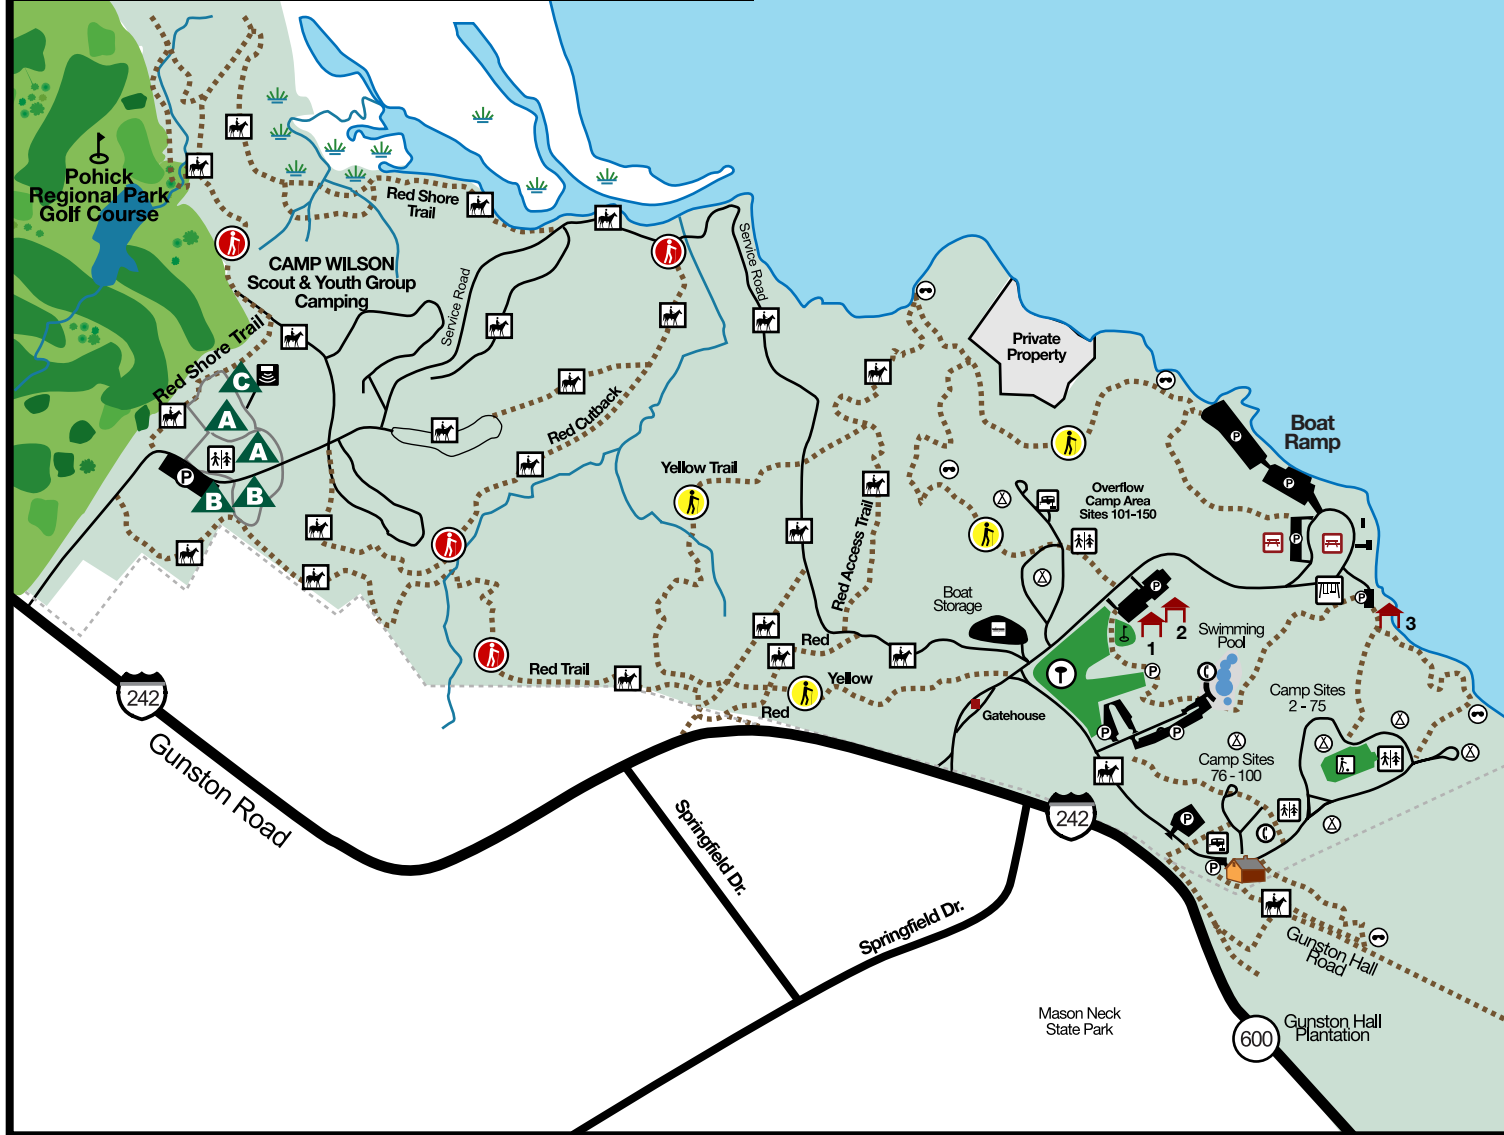 Pohick
Regional Park
Golf Course
Red Shore
Trail
CAMP WILSON
Scout & Youth Group
Camping
Service Road
Service Road
Red Shore Trail
C
A
A
B
B
P
Red Cutback
Yellow Trail
Red Access Trail
Private
Property
Boat
Ramp
P
P
P
P
Overflow
Camp Area
Sites 101-150
Boat
Storage
P
1
2
3
Swimming
Pool
P
Red
Yellow
Red
Red Trail
Gatehouse
P
P
Camp Sites
2 - 75
Camp Sites
76 - 100
P
P
242
Gunston Road
242
Springfield Dr.
Springfield Dr.
Gunston Hall
Road
Mason Neck
State Park
600
Gunston Hall
Plantation